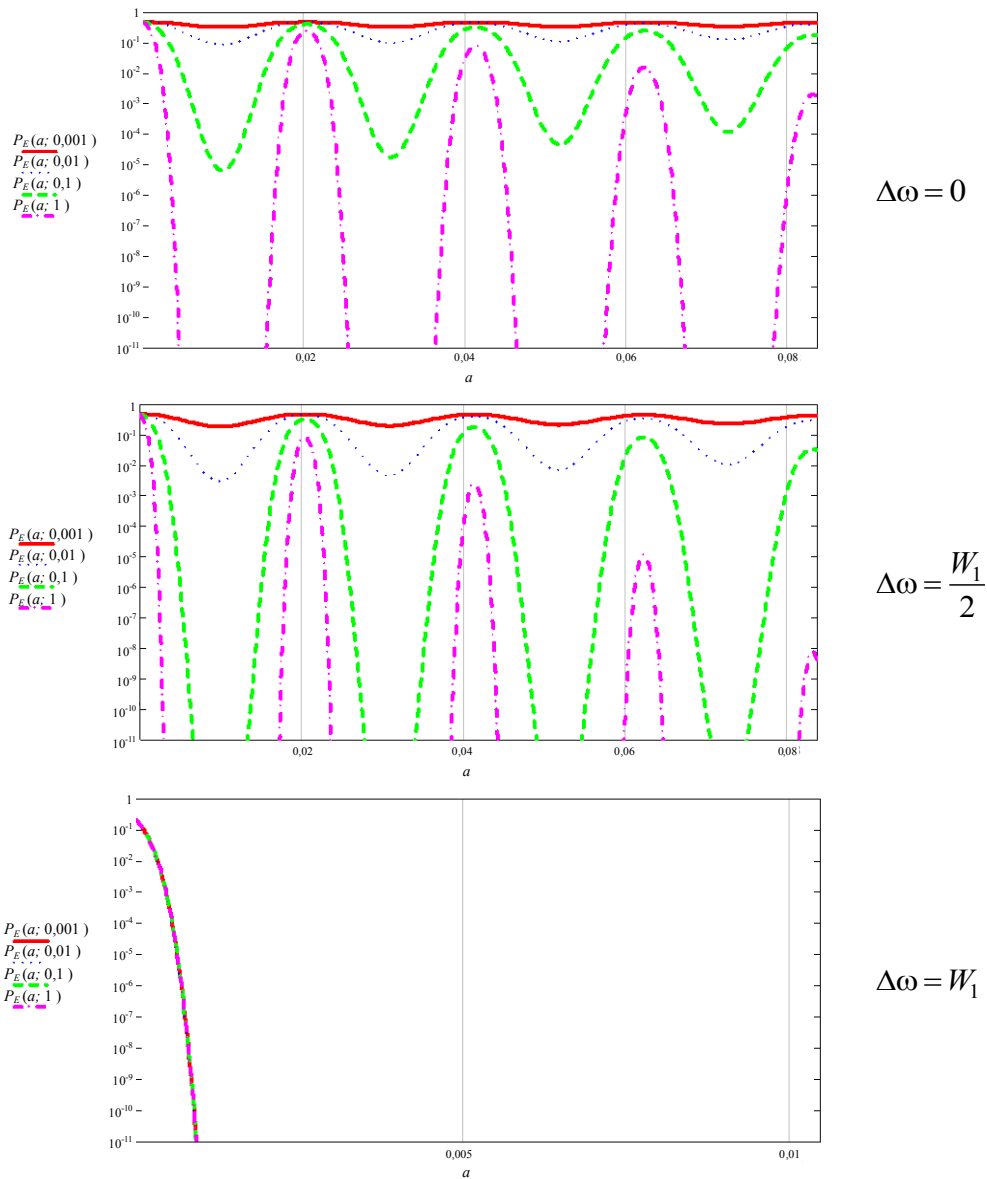 1
10⁻¹
10⁻²
10⁻³
10⁻⁴
10⁻⁵
10⁻⁶
10⁻⁷
10⁻⁸
10⁻⁹
10⁻¹⁰
10⁻¹¹
P_E(a; 0,001 )
P_E(a; 0,01 )
P_E(a; 0,1 )
P_E(a; 1 )
0,02 0,04 0,06 0,08
a
Δω = 0
1
10⁻¹
10⁻²
10⁻³
10⁻⁴
10⁻⁵
10⁻⁶
10⁻⁷
10⁻⁸
10⁻⁹
10⁻¹⁰
10⁻¹¹
P_E(a; 0,001 )
P_E(a; 0,01 )
P_E(a; 0,1 )
P_E(a; 1 )
0,02 0,04 0,06 0,08
a
Δω = W₁/2
1
10⁻¹
10⁻²
10⁻³
10⁻⁴
10⁻⁵
10⁻⁶
10⁻⁷
10⁻⁸
10⁻⁹
10⁻¹⁰
10⁻¹¹
P_E(a; 0,001 )
P_E(a; 0,01 )
P_E(a; 0,1 )
P_E(a; 1 )
0,005 0,01
a
Δω = W₁